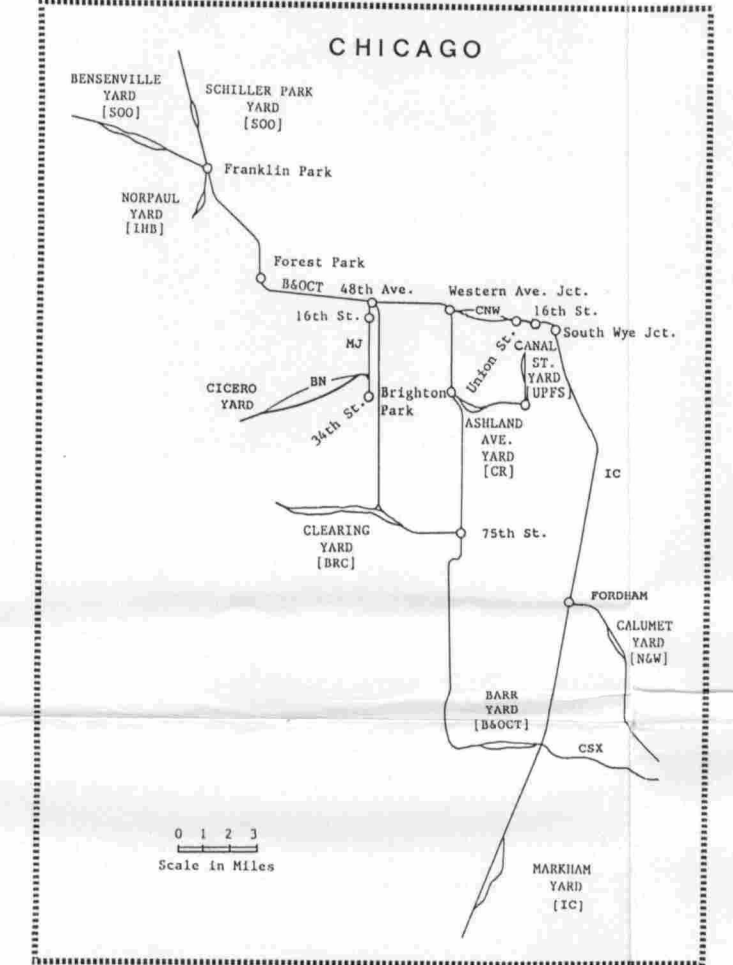 CHICAGO
BENSENVILLE
YARD
[SOO]
SCHILLER PARK
YARD
[SOO]
Franklin Park
NORPAUL
YARD
[IHB]
Forest Park
B&OCT
48th Ave.
Western Ave. Jct.
16th St.
CNW
16th St.
South Wye Jct.
MJ
Union St.
CANAL
ST.
YARD
[UPFS]
BN
CICERO
YARD
34th St.
Brighton
Park
ASHLAND
AVE.
YARD
[CR]
IC
CLEARING
YARD
[BRC]
75th St.
FORDHAM
CALUMET
YARD
[N&W]
BARR
YARD
[B&OCT]
CSX
0 1 2 3
Scale in Miles
MARKHAM
YARD
[IC]